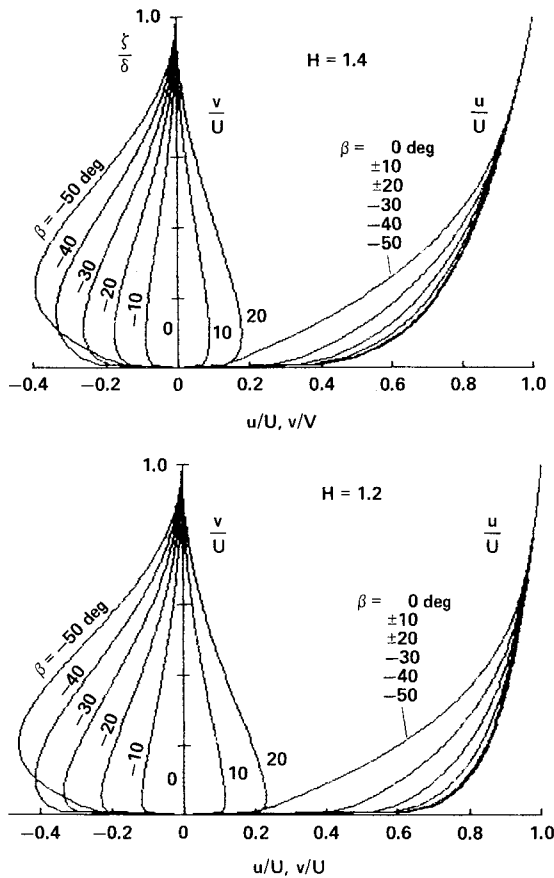 1.0
ζ
δ
H = 1.4
v
U
u
U
β = 0 deg
±10
±20
−30
−40
−50
β = −50 deg
−40
−30
−20
−10
0
10
20
−0.4
−0.2
0
0.2
0.4
0.6
0.8
1.0
u/U, v/V
1.0
H = 1.2
v
U
u
U
β = 0 deg
±10
±20
−30
−40
−50
β = −50 deg
−40
−30
−20
−10
0
10
20
−0.4
−0.2
0
0.2
0.4
0.6
0.8
1.0
u/U, v/U